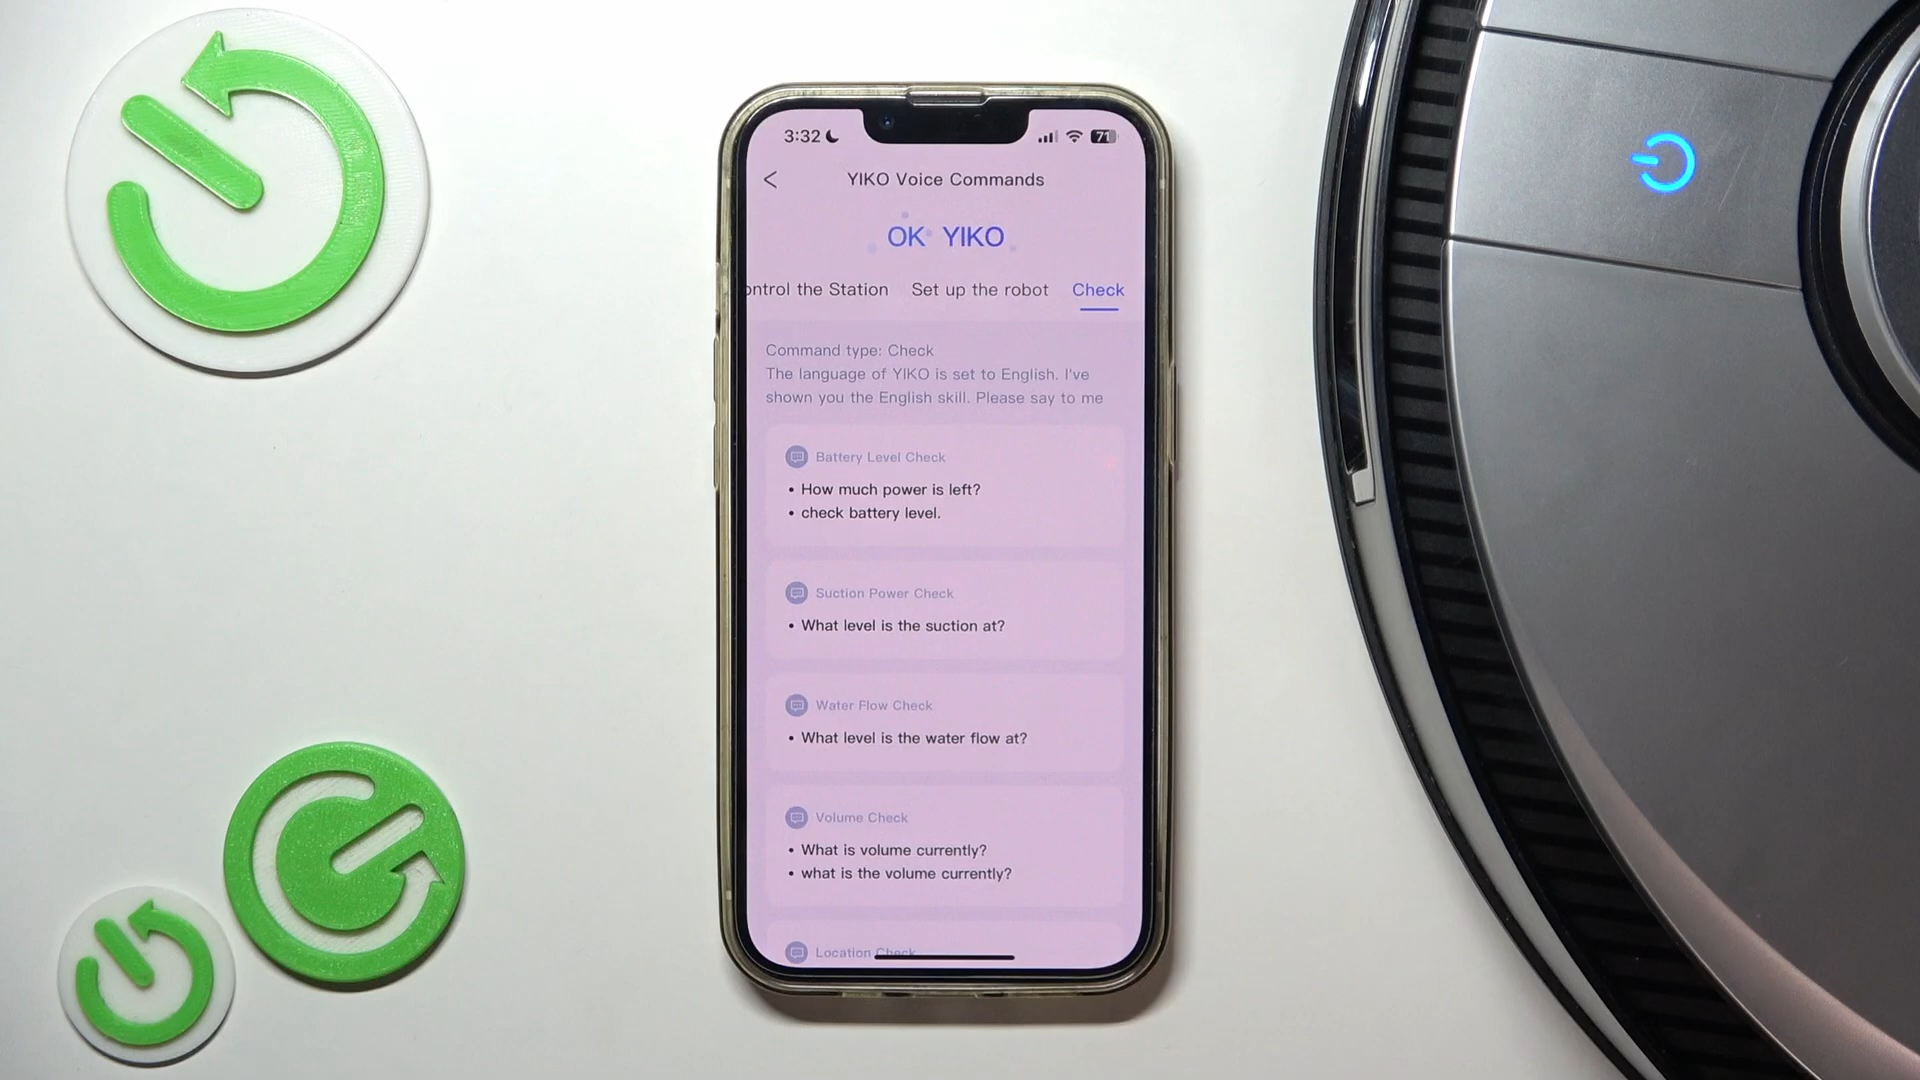 3:32
71
YIKO Voice Commands
OK YIKO
ontrol the Station Set up the robot Check
Command type: Check
The language of YIKO is set to English. I've
shown you the English skill. Please say to me
Battery Level Check
• How much power is left?
• check battery level.
Suction Power Check
• What level is the suction at?
Water Flow Check
• What level is the water flow at?
Volume Check
• What is volume currently?
• what is the volume currently?
Location Check